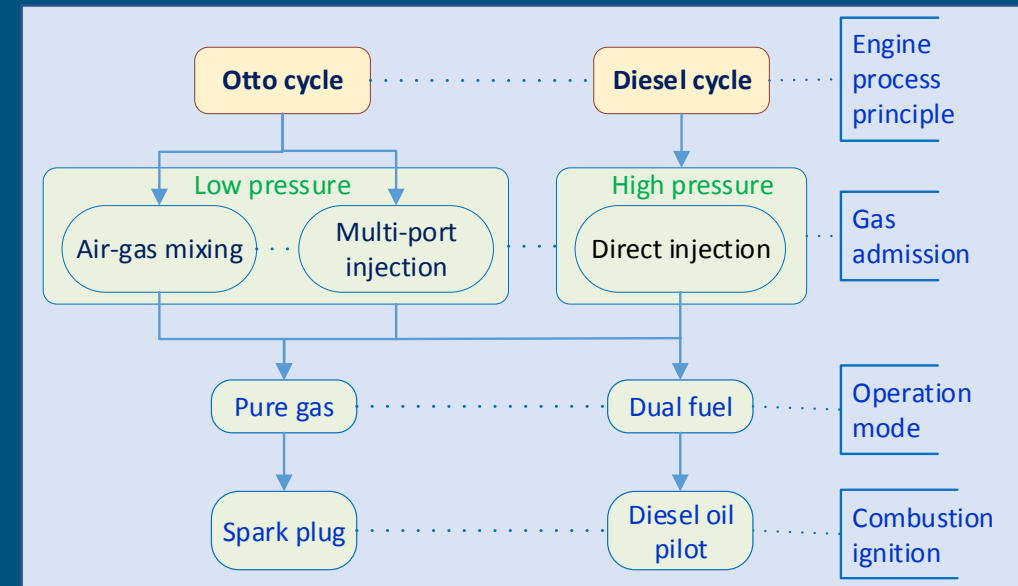 Otto cycle
Diesel cycle
Engine
process
principle
Low pressure
High pressure
Air-gas mixing
Multi-port
injection
Direct injection
Gas
admission
Pure gas
Dual fuel
Operation
mode
Spark plug
Diesel oil
pilot
Combustion
ignition